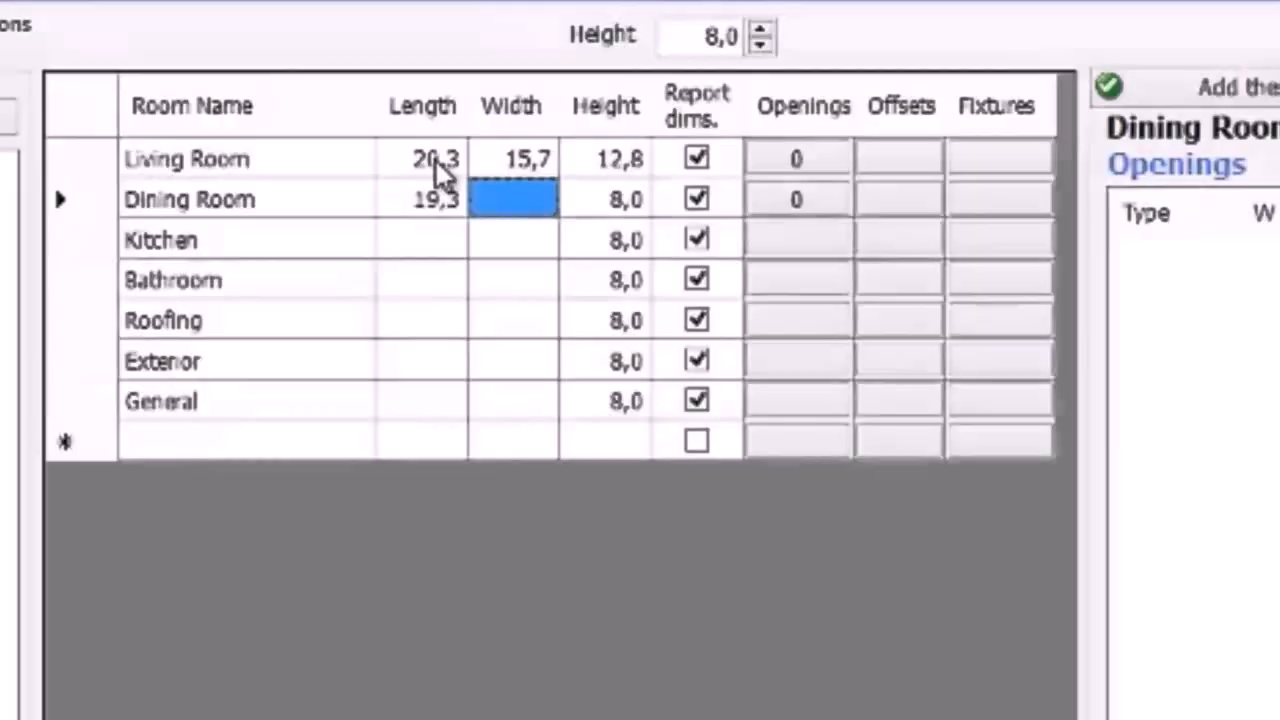 ons
Height 8,0
Room Name Length Width Height Report dims. Openings Offsets Fixtures
Living Room 20,3 15,7 12,8 0
Dining Room 19,3 8,0 0
Kitchen 8,0
Bathroom 8,0
Roofing 8,0
Exterior 8,0
General 8,0
Add the
Dining Roo
Openings
Type W